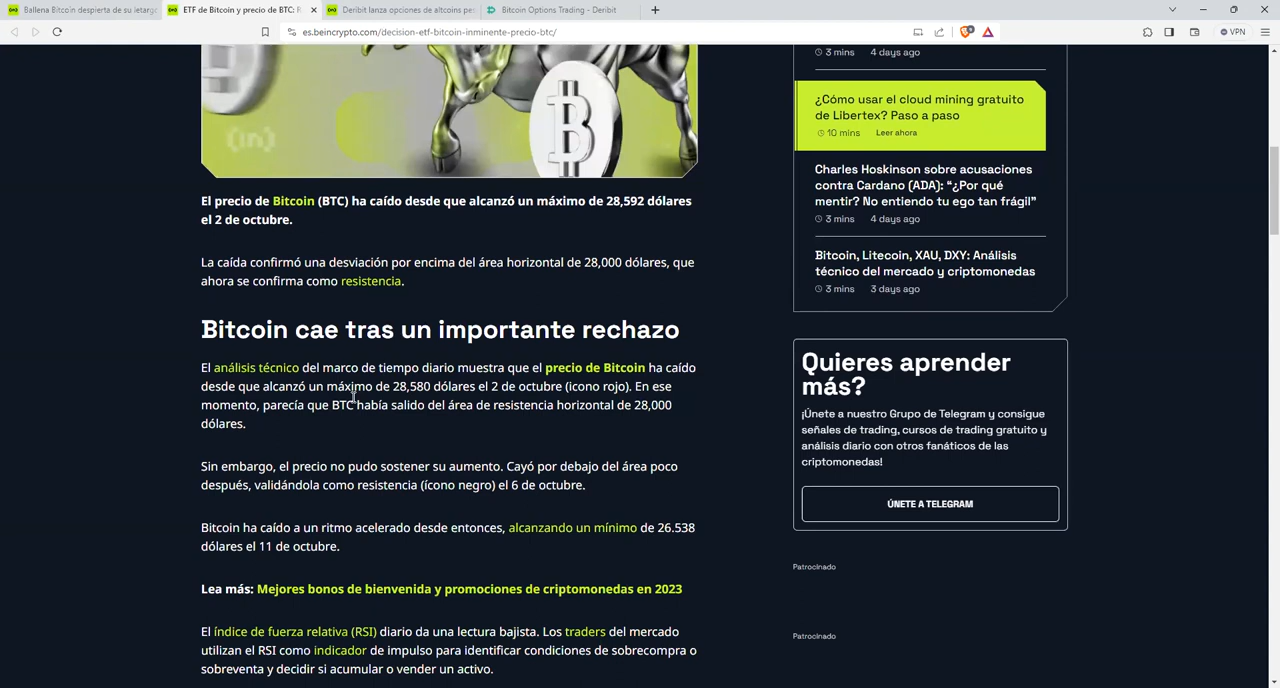 Ballena Bitcoin despierta de su letarg
ETF de Bitcoin y precio de BTC: R
Deribit lanza opciones de altcoins pe
Bitcoin Options Trading - Deribit
es.beincrypto.com/decision-etf-bitcoin-inminente-precio-btc/
VPN
El precio de Bitcoin (BTC) ha caído desde que alcanzó un máximo de 28,592 dólares
el 2 de octubre.
La caída confirmó una desviación por encima del área horizontal de 28,000 dólares, que
ahora se confirma como resistencia.
Bitcoin cae tras un importante rechazo
El análisis técnico del marco de tiempo diario muestra que el precio de Bitcoin ha caído
desde que alcanzó un máximo de 28,580 dólares el 2 de octubre (icono rojo). En ese
momento, parecía que BTC había salido del área de resistencia horizontal de 28,000
dólares.
Sin embargo, el precio no pudo sostener su aumento. Cayó por debajo del área poco
después, validándola como resistencia (ícono negro) el 6 de octubre.
Bitcoin ha caído a un ritmo acelerado desde entonces, alcanzando un mínimo de 26.538
dólares el 11 de octubre.
Lea más: Mejores bonos de bienvenida y promociones de criptomonedas en 2023
El índice de fuerza relativa (RSI) diario da una lectura bajista. Los traders del mercado
utilizan el RSI como indicador de impulso para identificar condiciones de sobrecompra o
sobreventa y decidir si acumular o vender un activo.
3 mins 4 days ago
¿Cómo usar el cloud mining gratuito
de Libertex? Paso a paso
10 mins Leer ahora
Charles Hoskinson sobre acusaciones
contra Cardano (ADA): “¿Por qué
mentir? No entiendo tu ego tan frágil”
3 mins 4 days ago
Bitcoin, Litecoin, XAU, DXY: Análisis
técnico del mercado y criptomonedas
3 mins 3 days ago
Quieres aprender
más?
¡Únete a nuestro Grupo de Telegram y consigue
señales de trading, cursos de trading gratuito y
análisis diario con otros fanáticos de las
criptomonedas!
ÚNETE A TELEGRAM
Patrocinado
Patrocinado